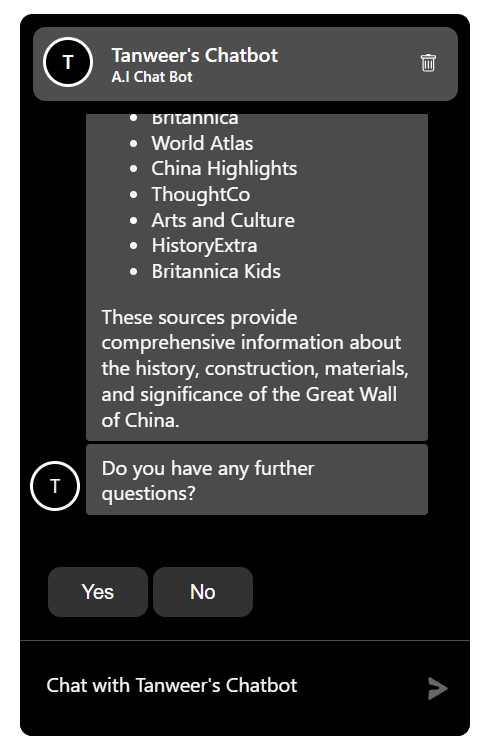 T
Tanweer's Chatbot
A.I Chat Bot
Britannica
World Atlas
China Highlights
ThoughtCo
Arts and Culture
HistoryExtra
Britannica Kids
These sources provide
comprehensive information about
the history, construction, materials,
and significance of the Great Wall
of China.
T
Do you have any further
questions?
Yes
No
Chat with Tanweer's Chatbot